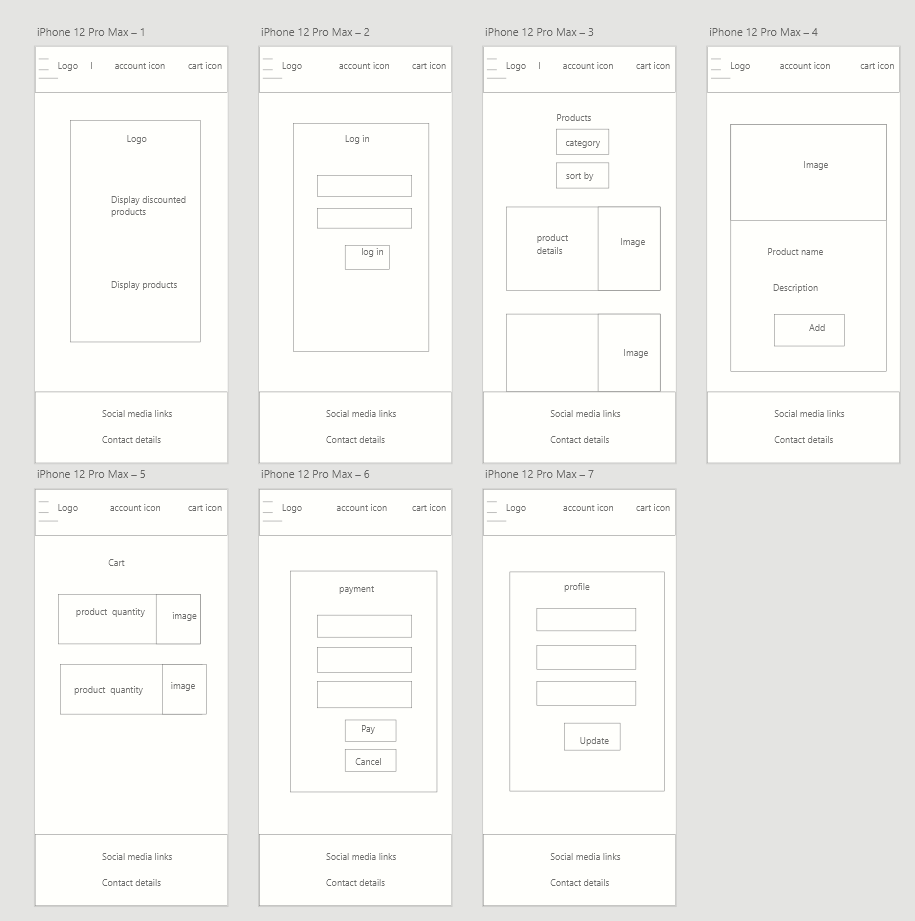 iPhone 12 Pro Max – 1
Logo I account icon cart icon
Logo
Display discounted
products
Display products
Social media links
Contact details
iPhone 12 Pro Max – 2
Logo account icon cart icon
Log in
log in
Social media links
Contact details
iPhone 12 Pro Max – 3
Logo I account icon cart icon
Products
category
sort by
product
details
Image
Image
Social media links
Contact details
iPhone 12 Pro Max – 4
Logo account icon cart icon
Image
Product name
Description
Add
Social media links
Contact details
iPhone 12 Pro Max – 5
Logo account icon cart icon
Cart
product quantity image
product quantity image
Social media links
Contact details
iPhone 12 Pro Max – 6
Logo account icon cart icon
payment
Pay
Cancel
Social media links
Contact details
iPhone 12 Pro Max – 7
Logo account icon cart icon
profile
Update
Social media links
Contact details